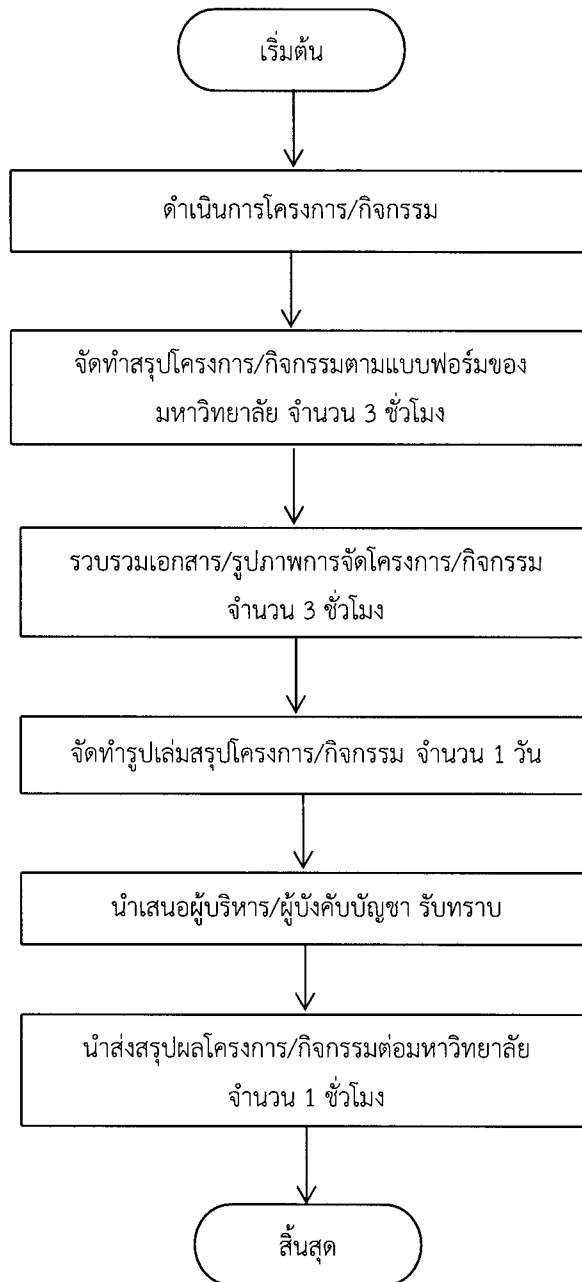 เริ่มต้น
ดำเนินการโครงการ/กิจกรรม
จัดทำสรุปโครงการ/กิจกรรมตามแบบฟอร์มของ
มหาวิทยาลัย จำนวน 3 ชั่วโมง
รวบรวมเอกสาร/รูปภาพการจัดโครงการ/กิจกรรม
จำนวน 3 ชั่วโมง
จัดทำรูปเล่มสรุปโครงการ/กิจกรรม จำนวน 1 วัน
นำเสนอผู้บริหาร/ผู้บังคับบัญชา รับทราบ
นำส่งสรุปผลโครงการ/กิจกรรมต่อมหาวิทยาลัย
จำนวน 1 ชั่วโมง
สิ้นสุด